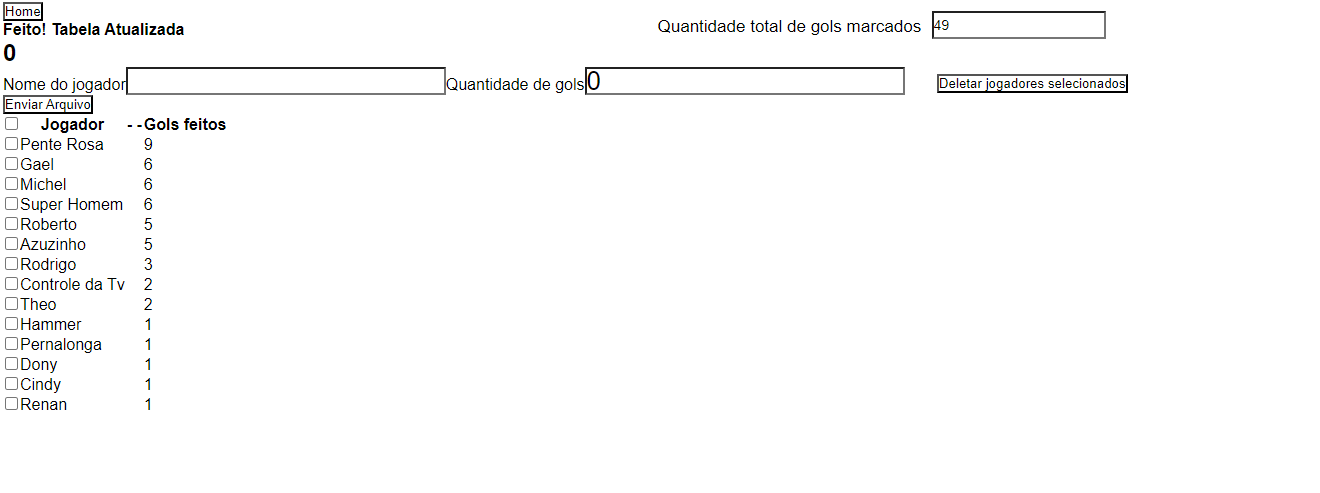 Home
Feito! Tabela Atualizada
Quantidade total de gols marcados 49
0
Nome do jogador Quantidade de gols 0 Deletar jogadores selecionados
Enviar Arquivo
Jogador - - Gols feitos
Pente Rosa 9
Gael 6
Michel 6
Super Homem 6
Roberto 5
Azuzinho 5
Rodrigo 3
Controle da Tv 2
Theo 2
Hammer 1
Pernalonga 1
Dony 1
Cindy 1
Renan 1